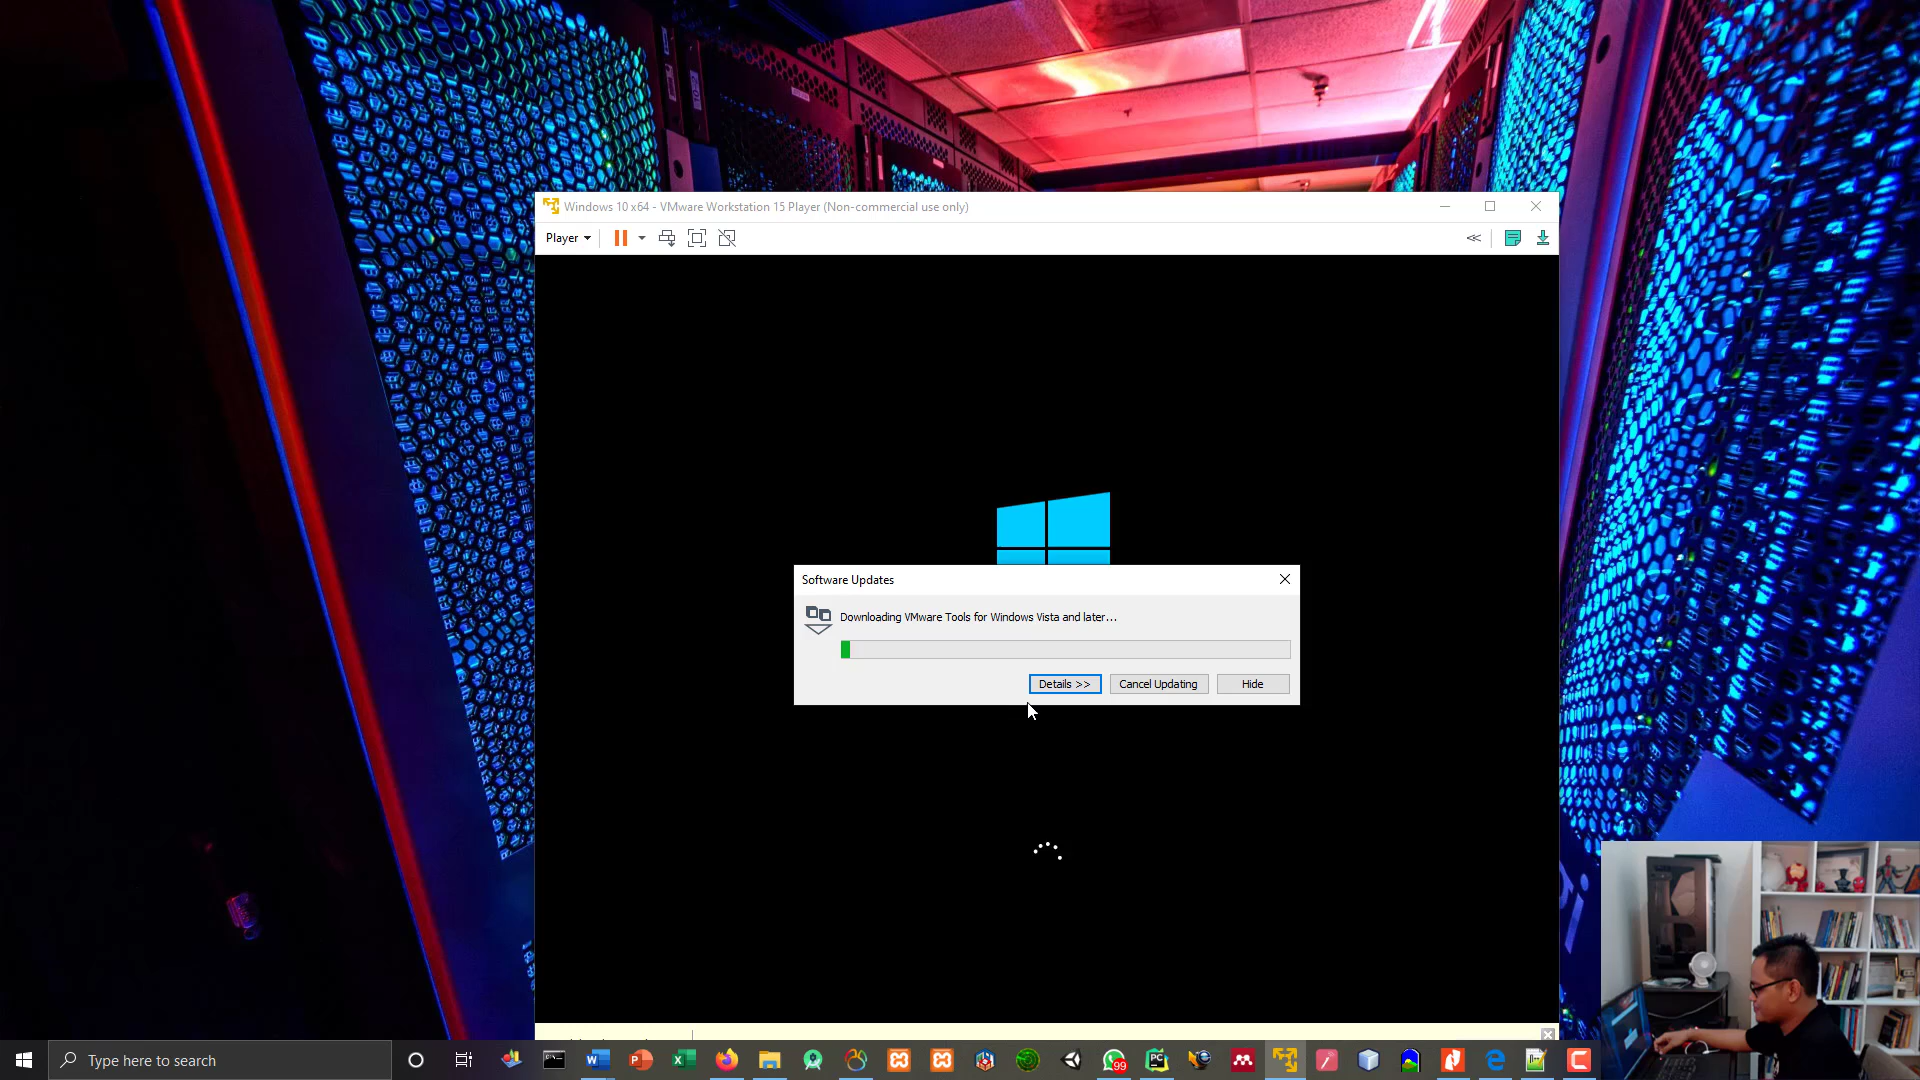 Windows 10 x64 - VMware Workstation 15 Player (Non-commercial use only)
Player
Software Updates
Downloading VMware Tools for Windows Vista and later...
Details >>
Cancel Updating
Hide
Type here to search
99